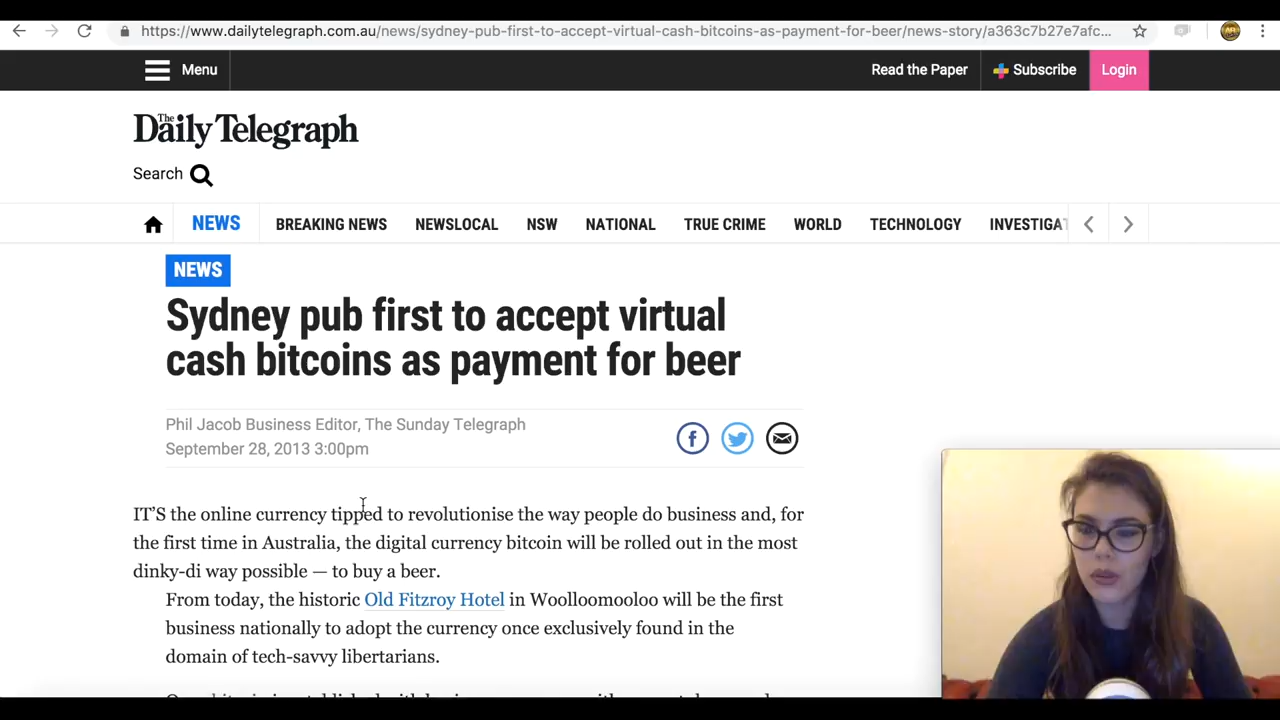 https://www.dailytelegraph.com.au/news/sydney-pub-first-to-accept-virtual-cash-bitcoins-as-payment-for-beer/news-story/a363c7b27e7afc...
Menu
Read the Paper
Subscribe
Login
The Daily Telegraph
Search
NEWS
BREAKING NEWS
NEWSLOCAL
NSW
NATIONAL
TRUE CRIME
WORLD
TECHNOLOGY
INVESTIGAT
NEWS
Sydney pub first to accept virtual
cash bitcoins as payment for beer
Phil Jacob Business Editor, The Sunday Telegraph
September 28, 2013 3:00pm
IT'S the online currency tipped to revolutionise the way people do business and, for
the first time in Australia, the digital currency bitcoin will be rolled out in the most
dinky-di way possible — to buy a beer.
From today, the historic Old Fitzroy Hotel in Woolloomooloo will be the first
business nationally to adopt the currency once exclusively found in the
domain of tech-savvy libertarians.